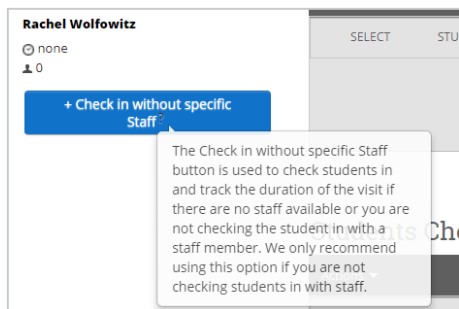 Rachel Wolfowitz
none
0
+ Check in without specific
Staff?
SELECT
STU
The Check in without specific Staff
button is used to check students in
and track the duration of the visit if
there are no staff available or you are
not checking the student in with a
staff member. We only recommend
using this option if you are not
checking students in with staff.
Students Che